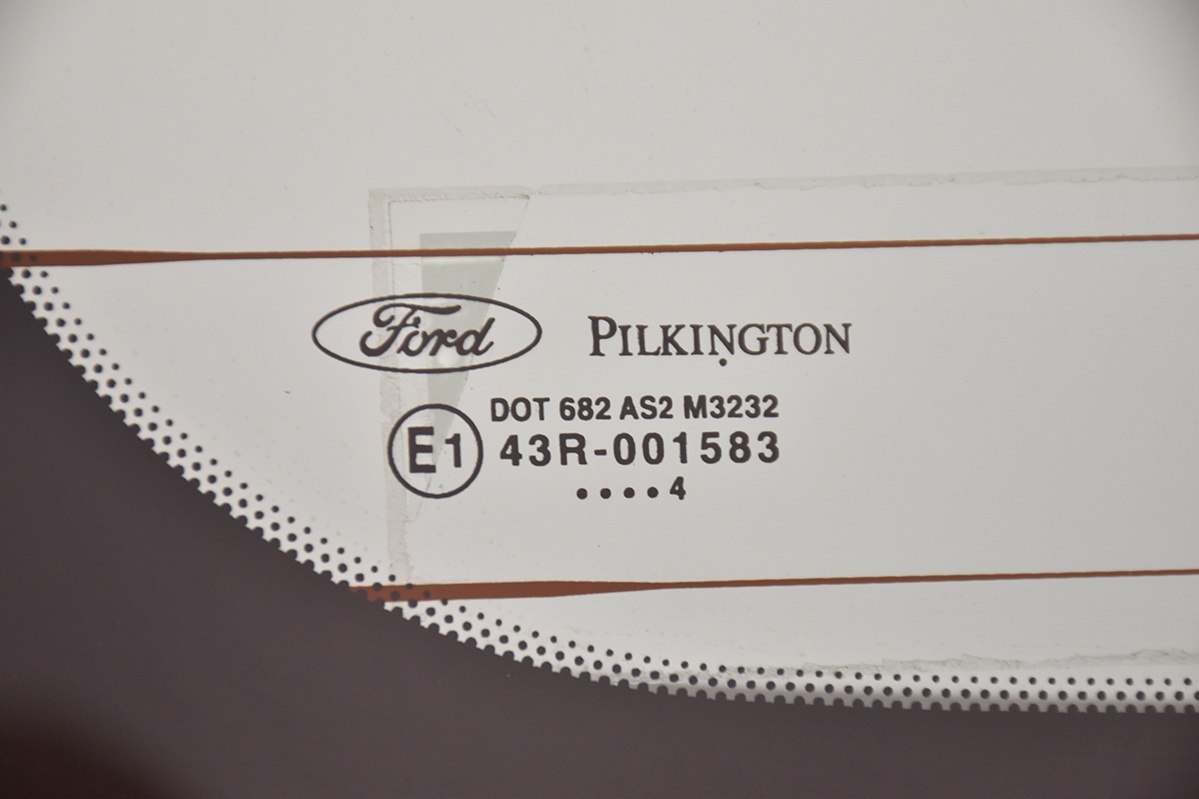 Ford PILKINGTON
DOT 682 AS2 M3232
E1 43R-001583
••••4